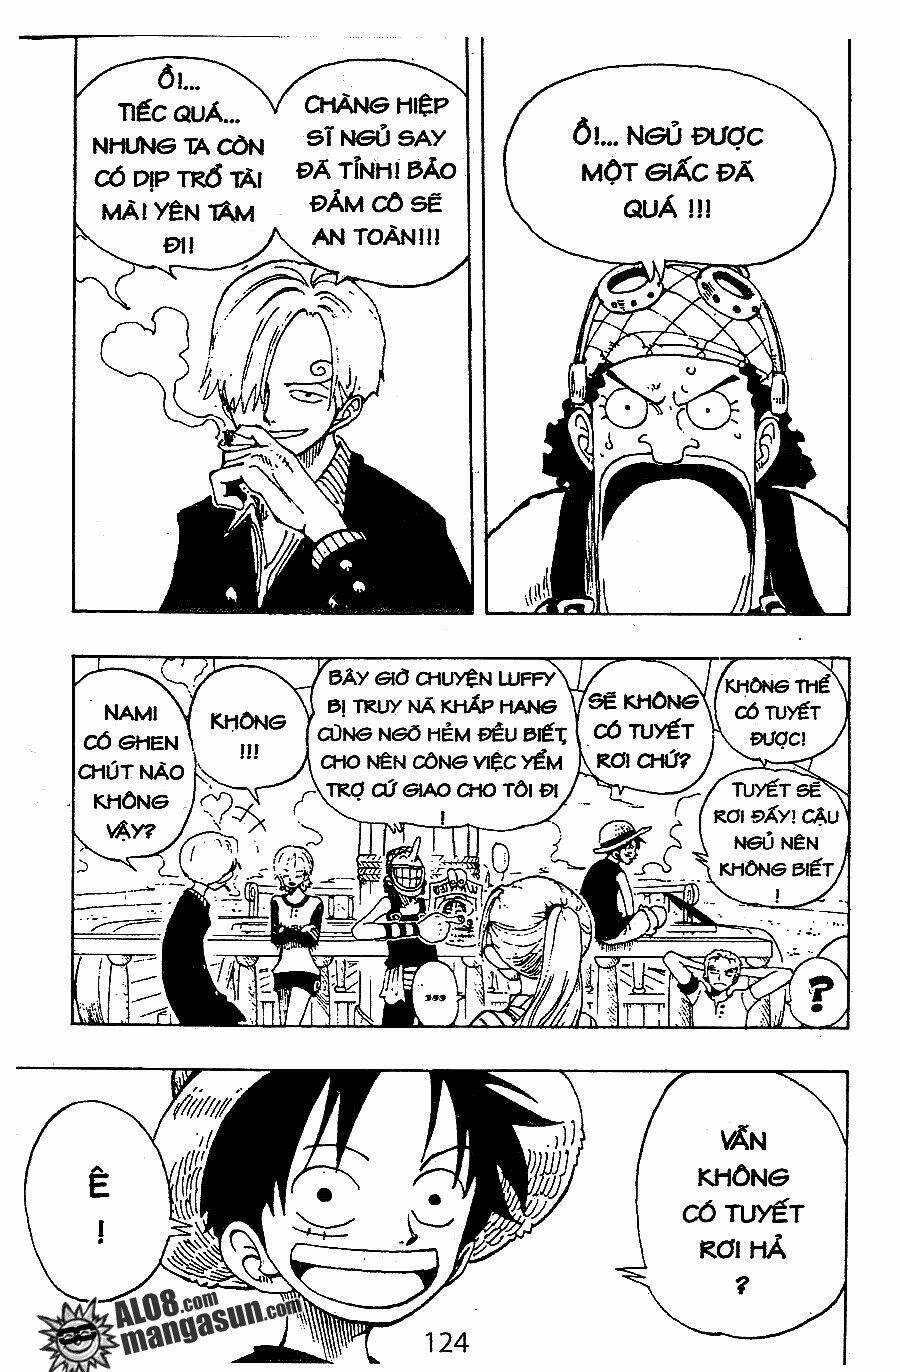 Ồ!... NGỦ ĐƯỢC
MỘT GIẤC ĐÃ
QUÁ !!!
CHÀNG HIỆP
SĨ NGỦ SAY
ĐÃ TỈNH! BẢO
ĐẢM CÔ SẼ
AN TOÀN!!!
Ồ!...
TIẾC QUÁ...
NHƯNG TA CÒN
CÓ DỊP TRỔ TÀI
MÀ! YÊN TÂM
ĐI!
KHÔNG THỂ
CÓ TUYẾT
ĐƯỢC!
TUYẾT SẼ
RƠI ĐẤY! CẬU
NGỦ NÊN
KHÔNG BIẾT
!
SẼ KHÔNG
CÓ TUYẾT
RƠI CHỨ?
BÂY GIỜ CHUYỆN LUFFY
BỊ TRUY NÃ KHẮP HANG
CÙNG NGÕ HẺM ĐỀU BIẾT,
CHO NÊN CÔNG VIỆC YỂM
TRỢ CỨ GIAO CHO TÔI ĐI
!
KHÔNG
!!!
NAMI
CÓ GHEN
CHÚT NÀO
KHÔNG
VẬY?
?
VẪN
KHÔNG
CÓ TUYẾT
RƠI HẢ
?
Ê
!
AL08.com
mangasun.com
124